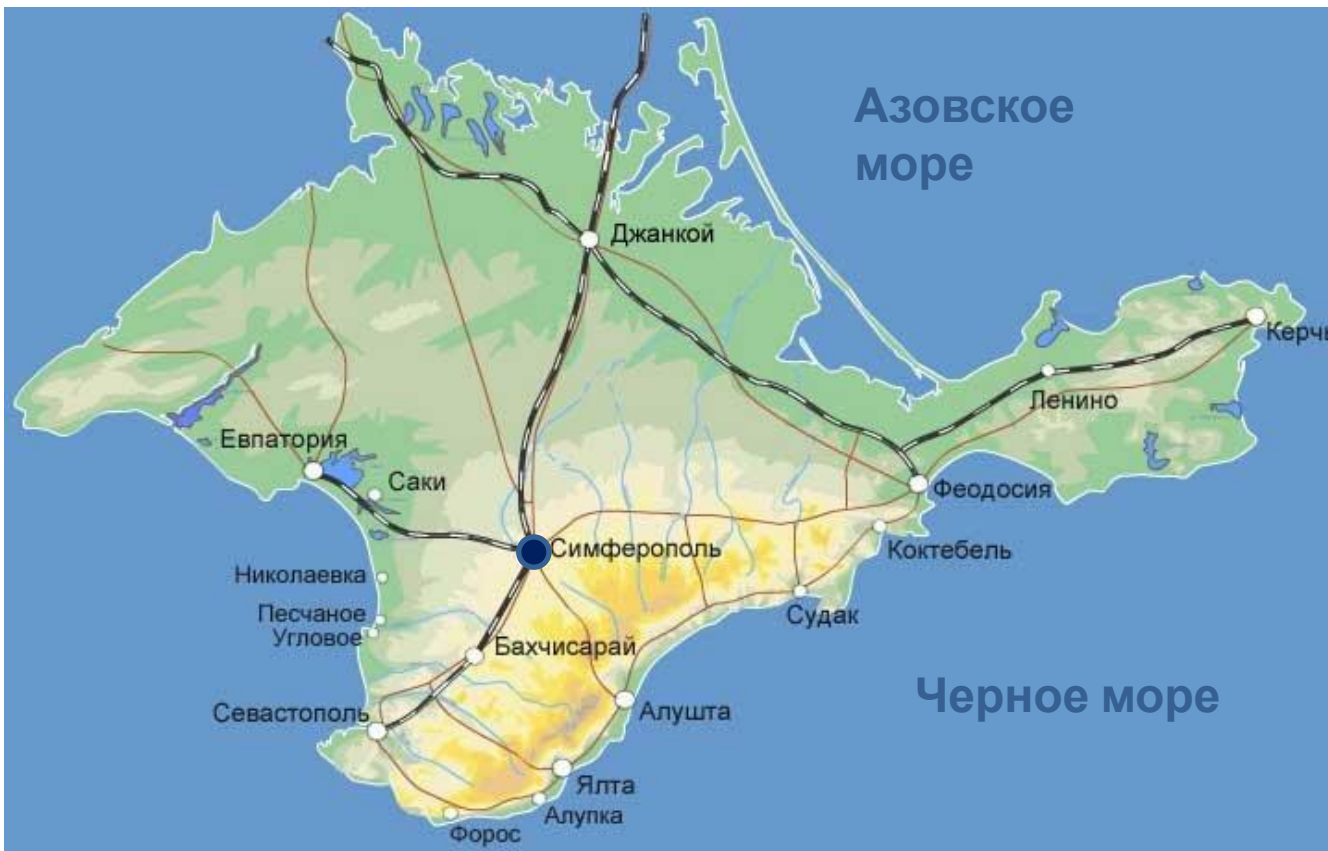 Азовское
море
Джанкой
Керчь
Ленино
Евпатория
Саки
Феодосия
Симферополь
Коктебель
Николаевка
Песчаное
Угловое
Судак
Бахчисарай
Черное море
Севастополь
Алушта
Ялта
Алупка
Форос